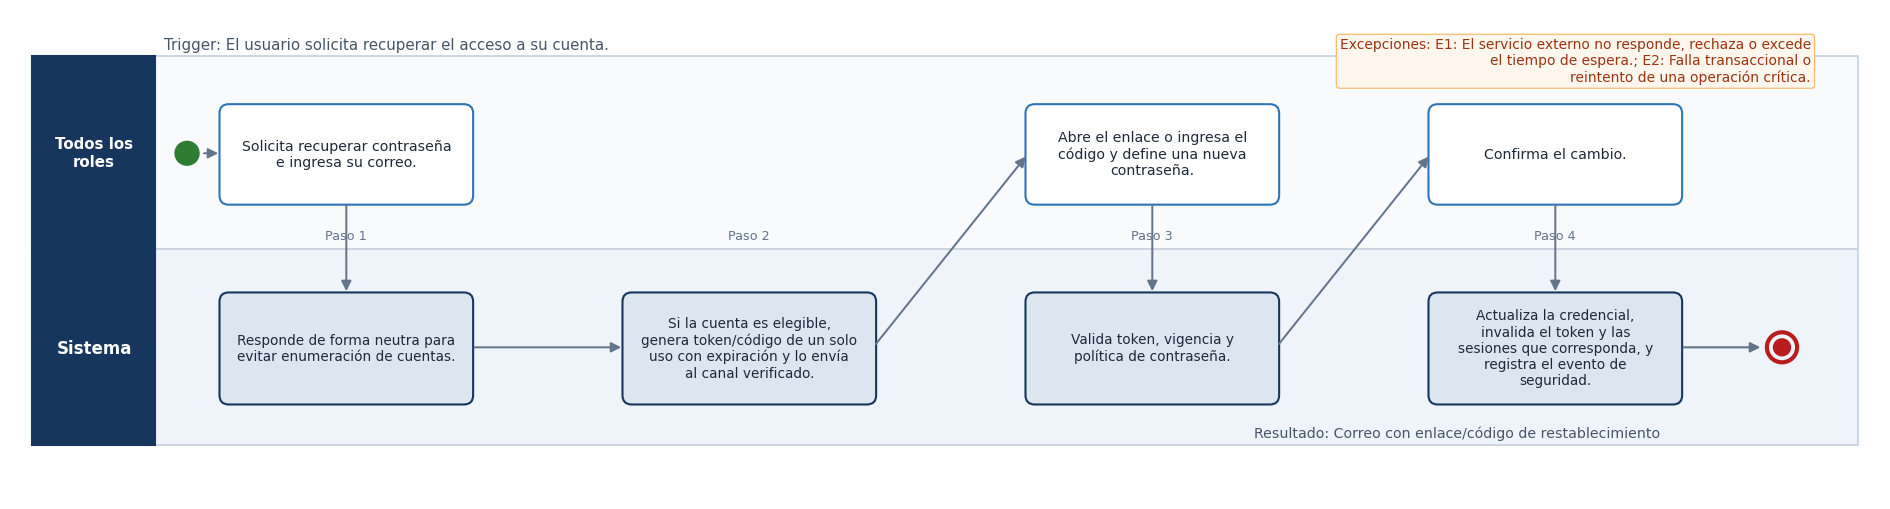 Trigger: El usuario solicita recuperar el acceso a su cuenta.
Excepciones: E1: El servicio externo no responde, rechaza o excede
el tiempo de espera.; E2: Falla transaccional o
reintento de una operación crítica.
Todos los
roles
Solicita recuperar contraseña
e ingresa su correo.
Abre el enlace o ingresa el
código y define una nueva
contraseña.
Confirma el cambio.
Paso 1
Paso 2
Paso 3
Paso 4
Sistema
Responde de forma neutra para
evitar enumeración de cuentas.
Si la cuenta es elegible,
genera token/código de un solo
uso con expiración y lo envía
al canal verificado.
Valida token, vigencia y
política de contraseña.
Actualiza la credencial,
invalida el token y las
sesiones que corresponda, y
registra el evento de
seguridad.
Resultado: Correo con enlace/código de restablecimiento